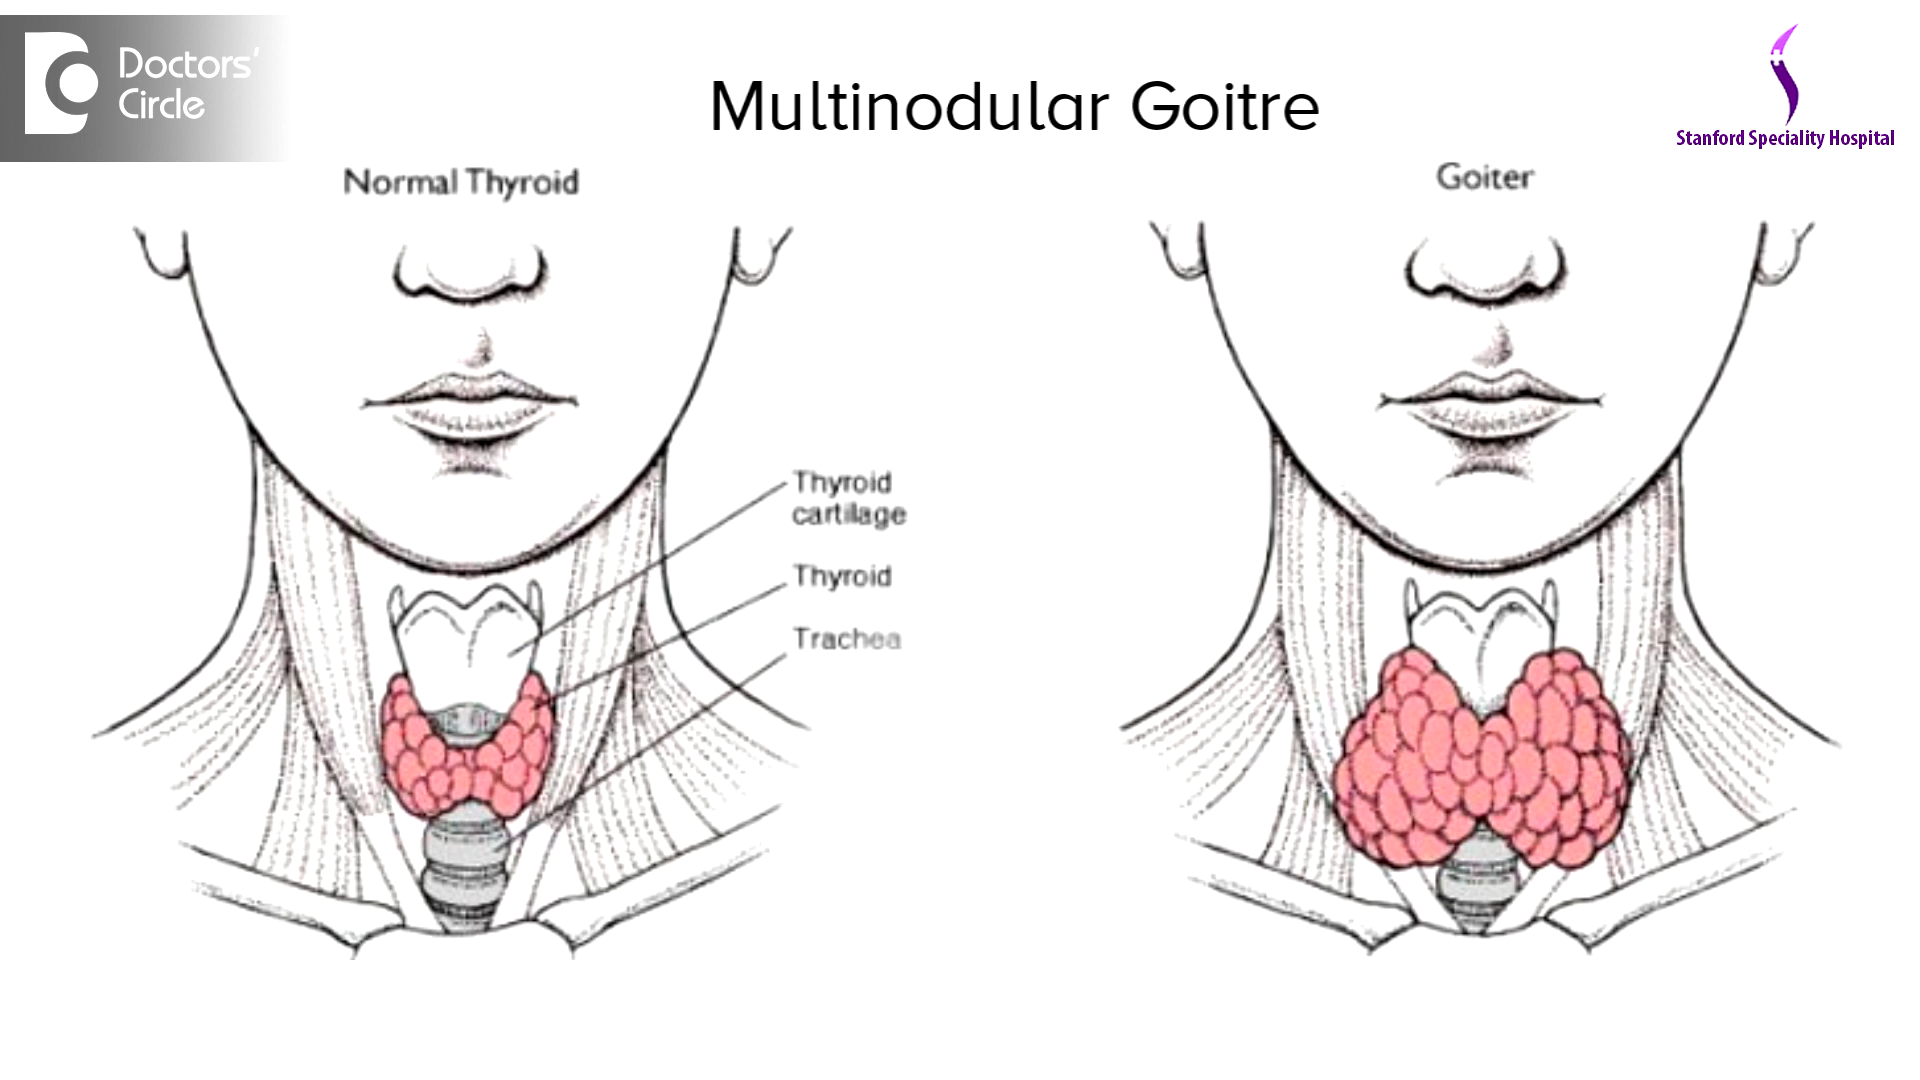 Doctors'
Circle
Multinodular Goitre
Stanford Speciality Hospital
Normal Thyroid
Goiter
Thyroid
cartilage
Thyroid
Trachea